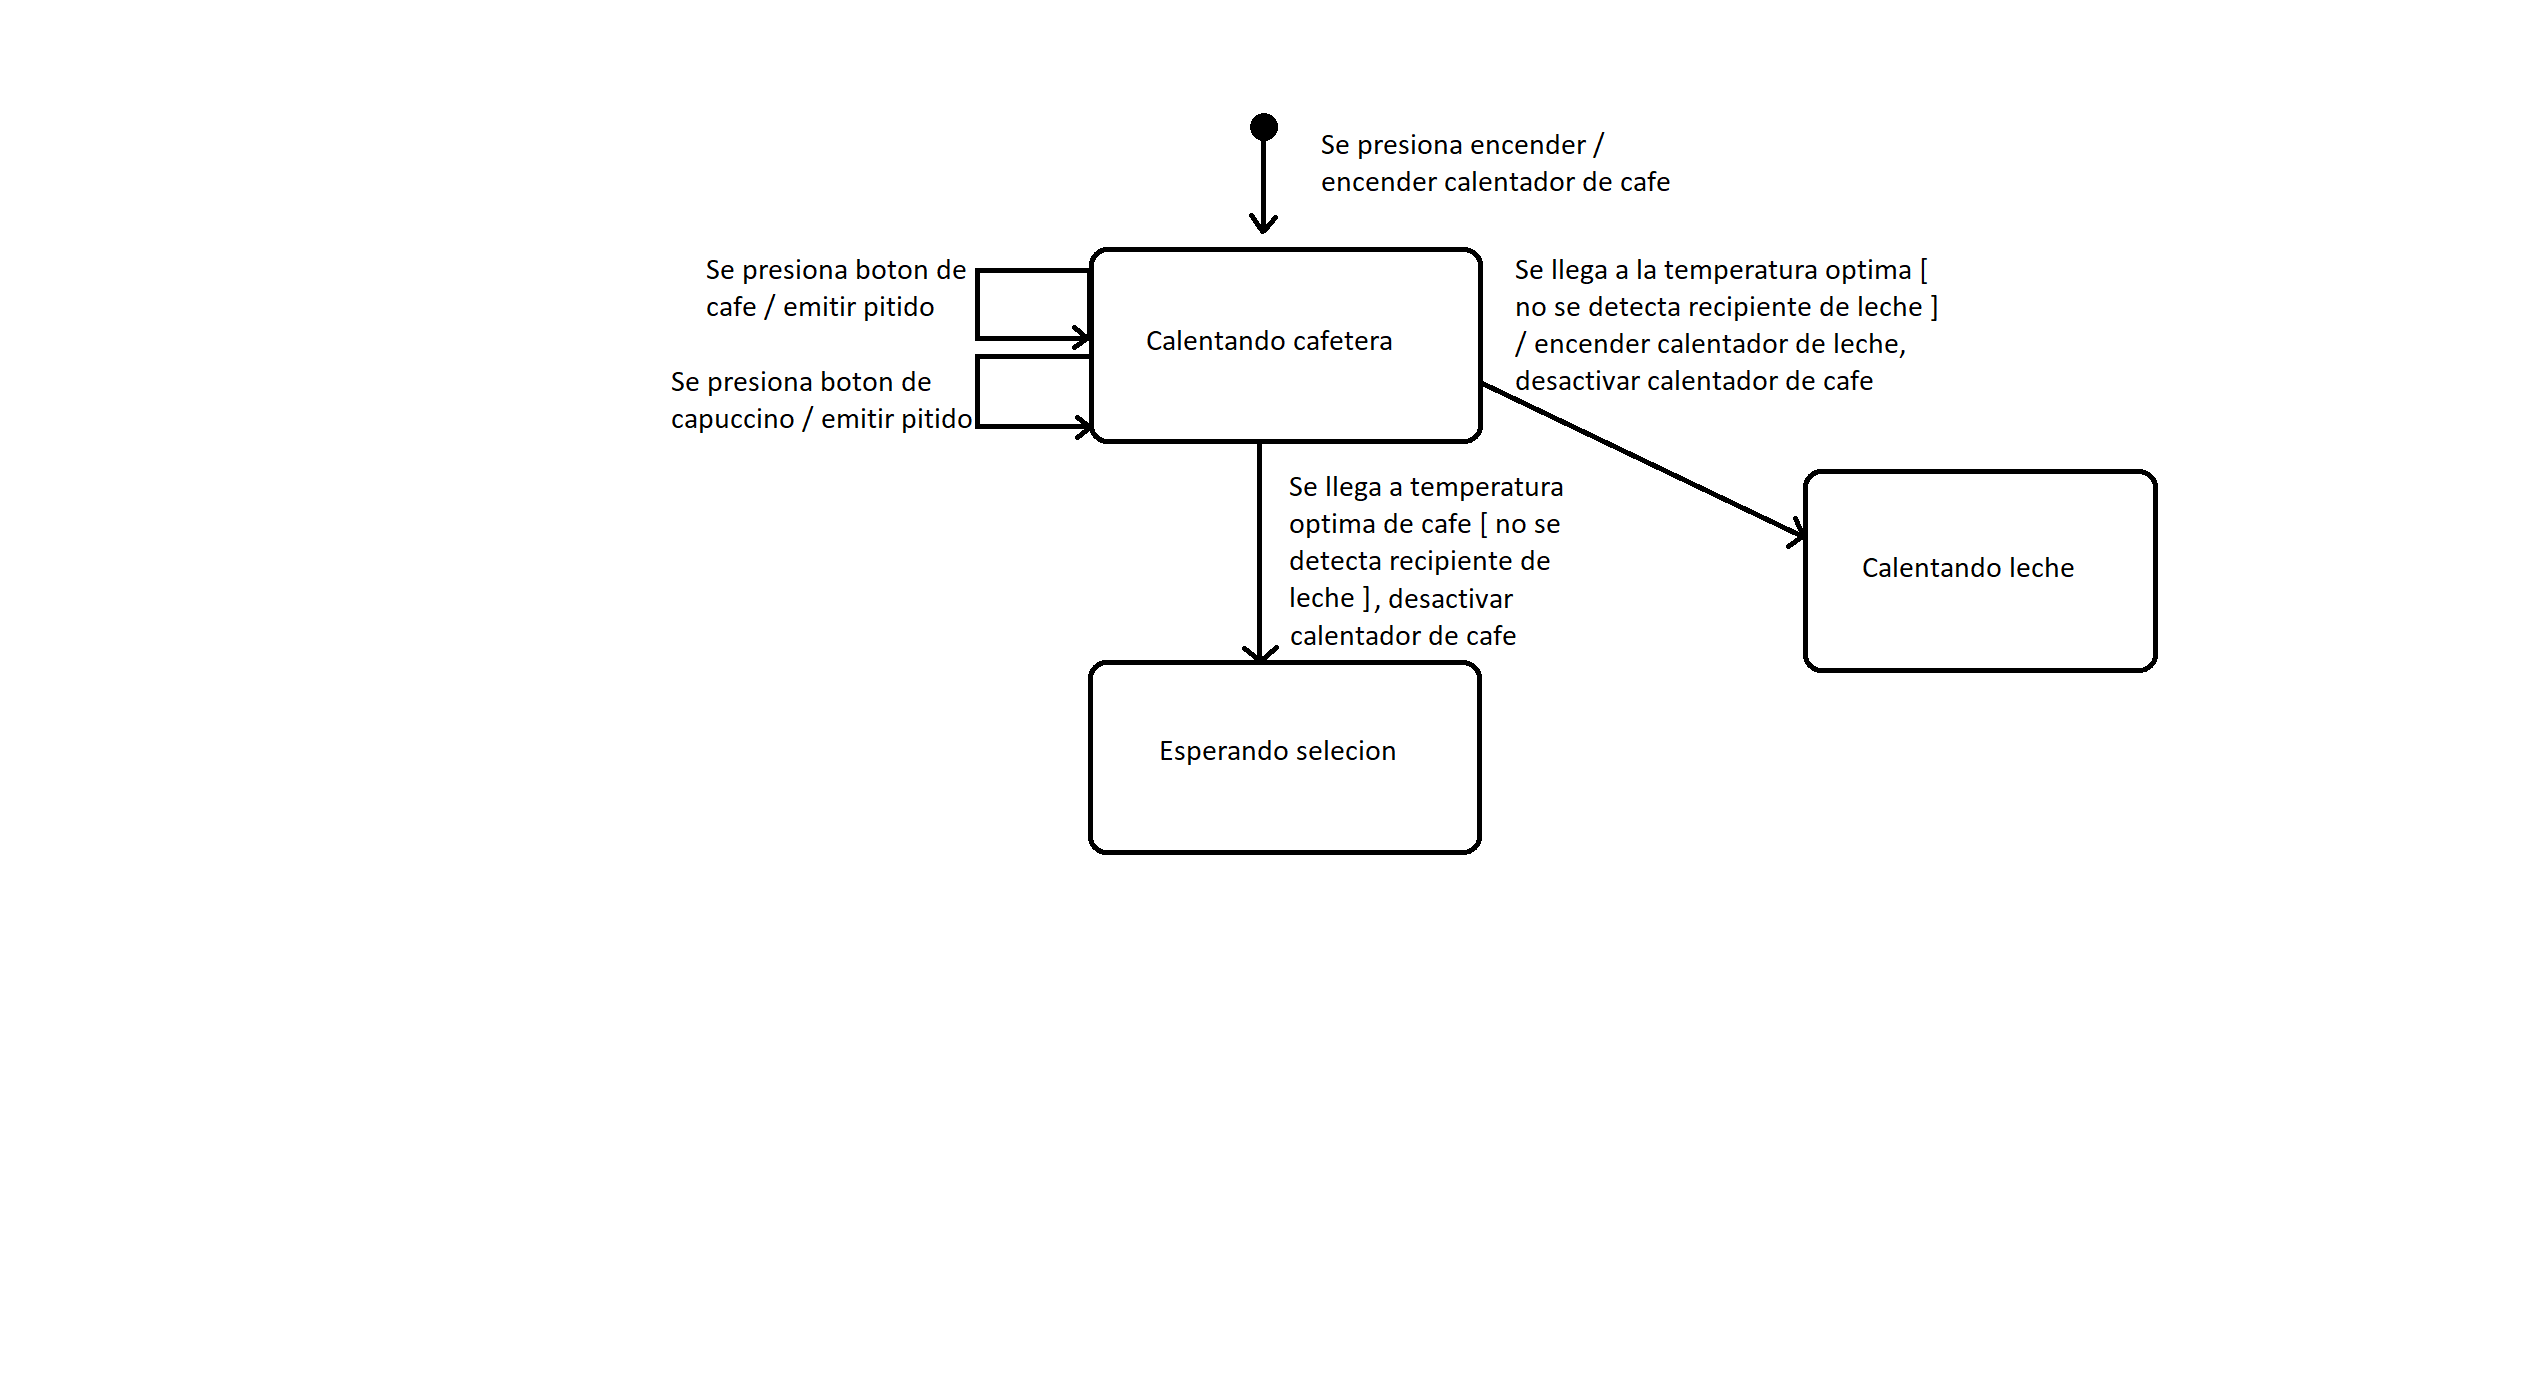 Se presiona encender /
encender calentador de cafe
Se presiona boton de
cafe / emitir pitido
Se presiona boton de
capuccino / emitir pitido
Calentando cafetera
Se llega a la temperatura optima [
no se detecta recipiente de leche ]
/ encender calentador de leche,
desactivar calentador de cafe
Se llega a temperatura
optima de cafe [ no se
detecta recipiente de
leche ] , desactivar
calentador de cafe
Calentando leche
Esperando selecion